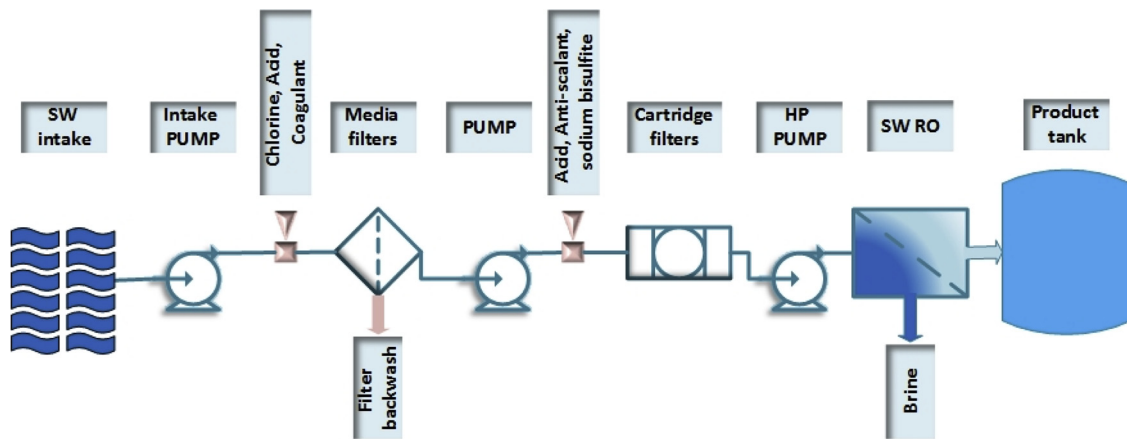 SW
intake
Intake
PUMP
Chlorine, Acid,
Coagulant
Media
filters
PUMP
Acid, Anti-scalant,
sodium bisulfite
Cartridge
filters
HP
PUMP
SW RO
Product
tank
Filter
backwash
Brine